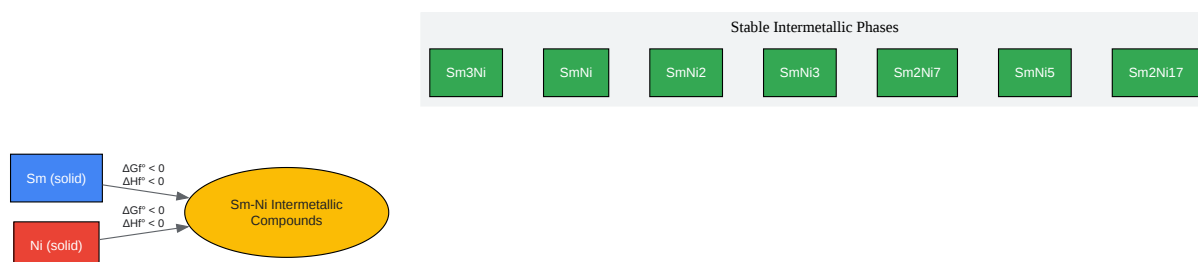 Stable Intermetallic Phases
Sm3Ni
SmNi
SmNi2
SmNi3
Sm2Ni7
SmNi5
Sm2Ni17
Sm (solid)
ΔGf° < 0
ΔHf° < 0
Ni (solid)
ΔGf° < 0
ΔHf° < 0
Sm-Ni Intermetallic
Compounds